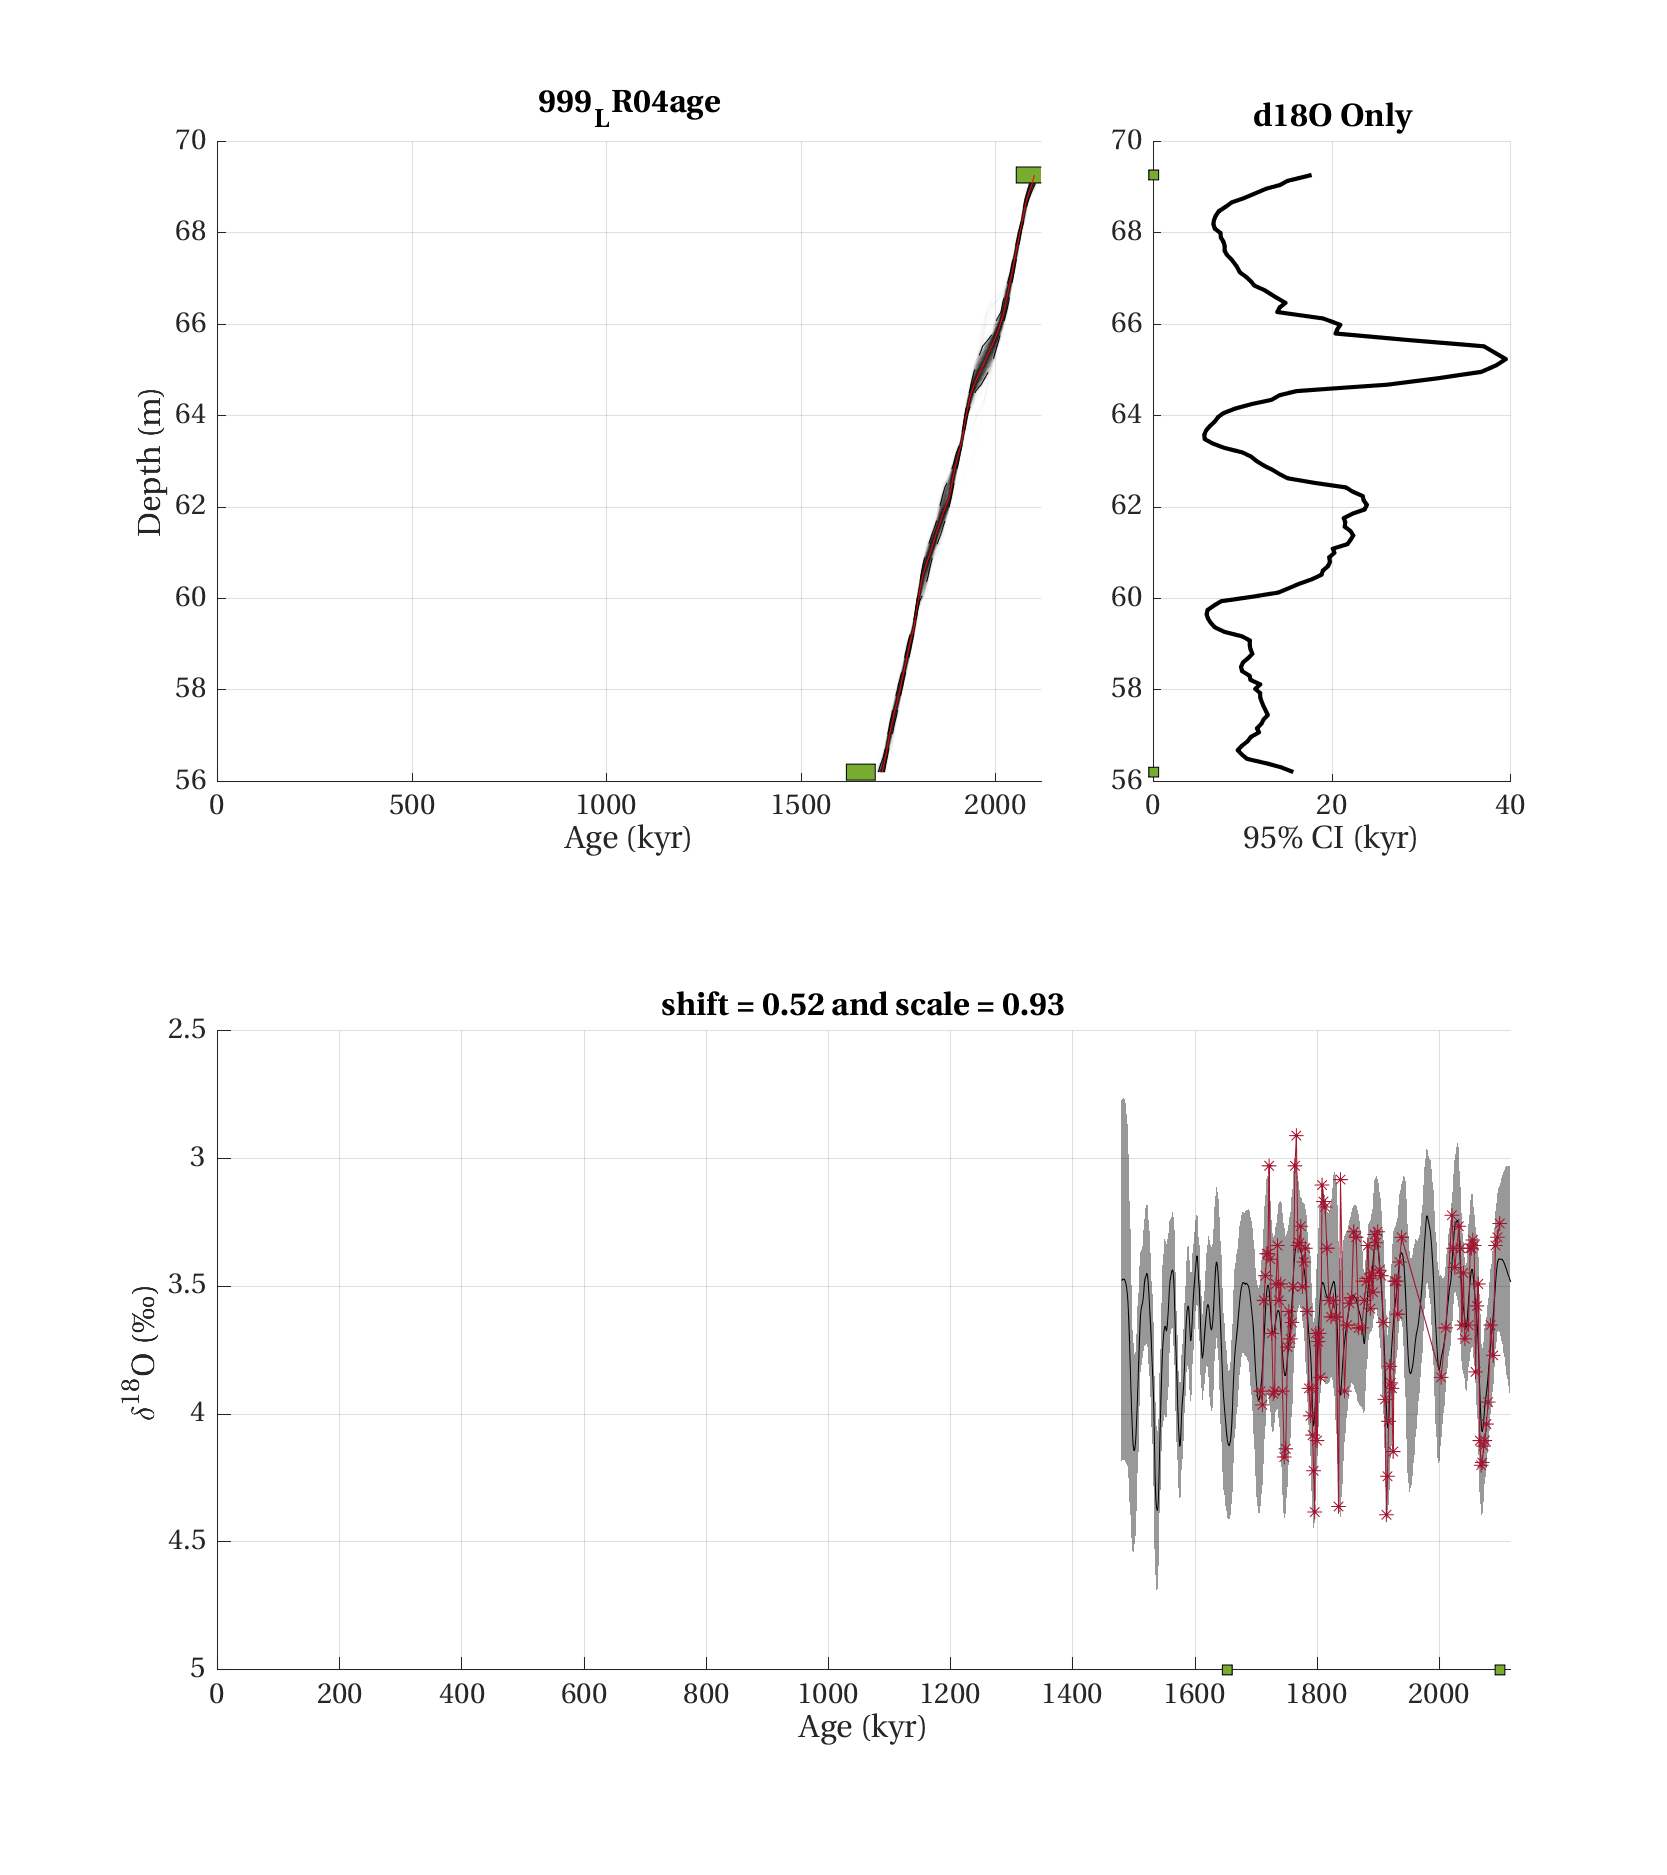 999_LR04age
70
68
66
64
62
60
58
56
Depth (m)
0 500 1000 1500 2000
Age (kyr)
d18O Only
70
68
66
64
62
60
58
56
0 20 40
95% CI (kyr)
shift = 0.52 and scale = 0.93
2.5
3
3.5
4
4.5
5
δ¹⁸O (‰)
0 200 400 600 800 1000 1200 1400 1600 1800 2000
Age (kyr)